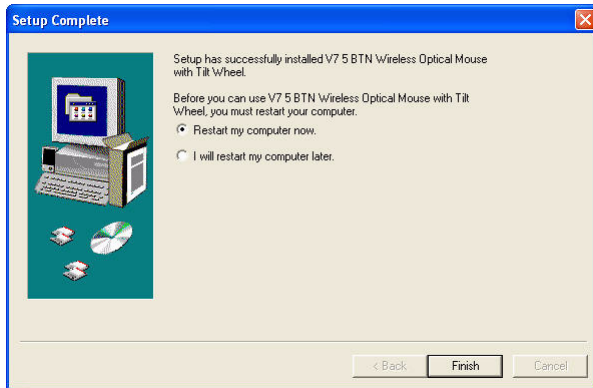 Setup Complete
Setup has successfully installed V7 5 BTN Wireless Optical Mouse
with Tilt Wheel.
Before you can use V7 5 BTN Wireless Optical Mouse with Tilt
Wheel, you must restart your computer.
Restart my computer now.
I will restart my computer later.
< Back
Finish
Cancel